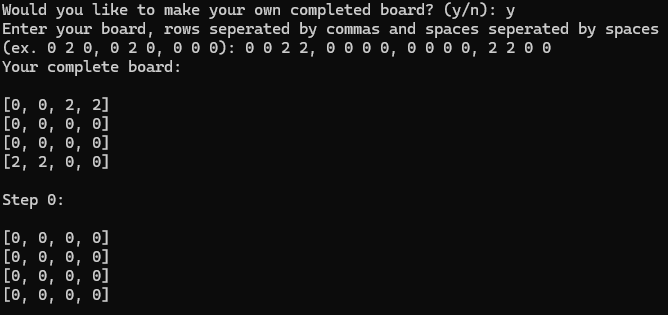 Would you like to make your own completed board? (y/n): y
Enter your board, rows seperated by commas and spaces seperated by spaces
(ex. 0 2 0, 0 2 0, 0 0 0): 0 0 2 2, 0 0 0 0, 0 0 0 0, 2 2 0 0
Your complete board:
[0, 0, 2, 2]
[0, 0, 0, 0]
[0, 0, 0, 0]
[2, 2, 0, 0]
Step 0:
[0, 0, 0, 0]
[0, 0, 0, 0]
[0, 0, 0, 0]
[0, 0, 0, 0]